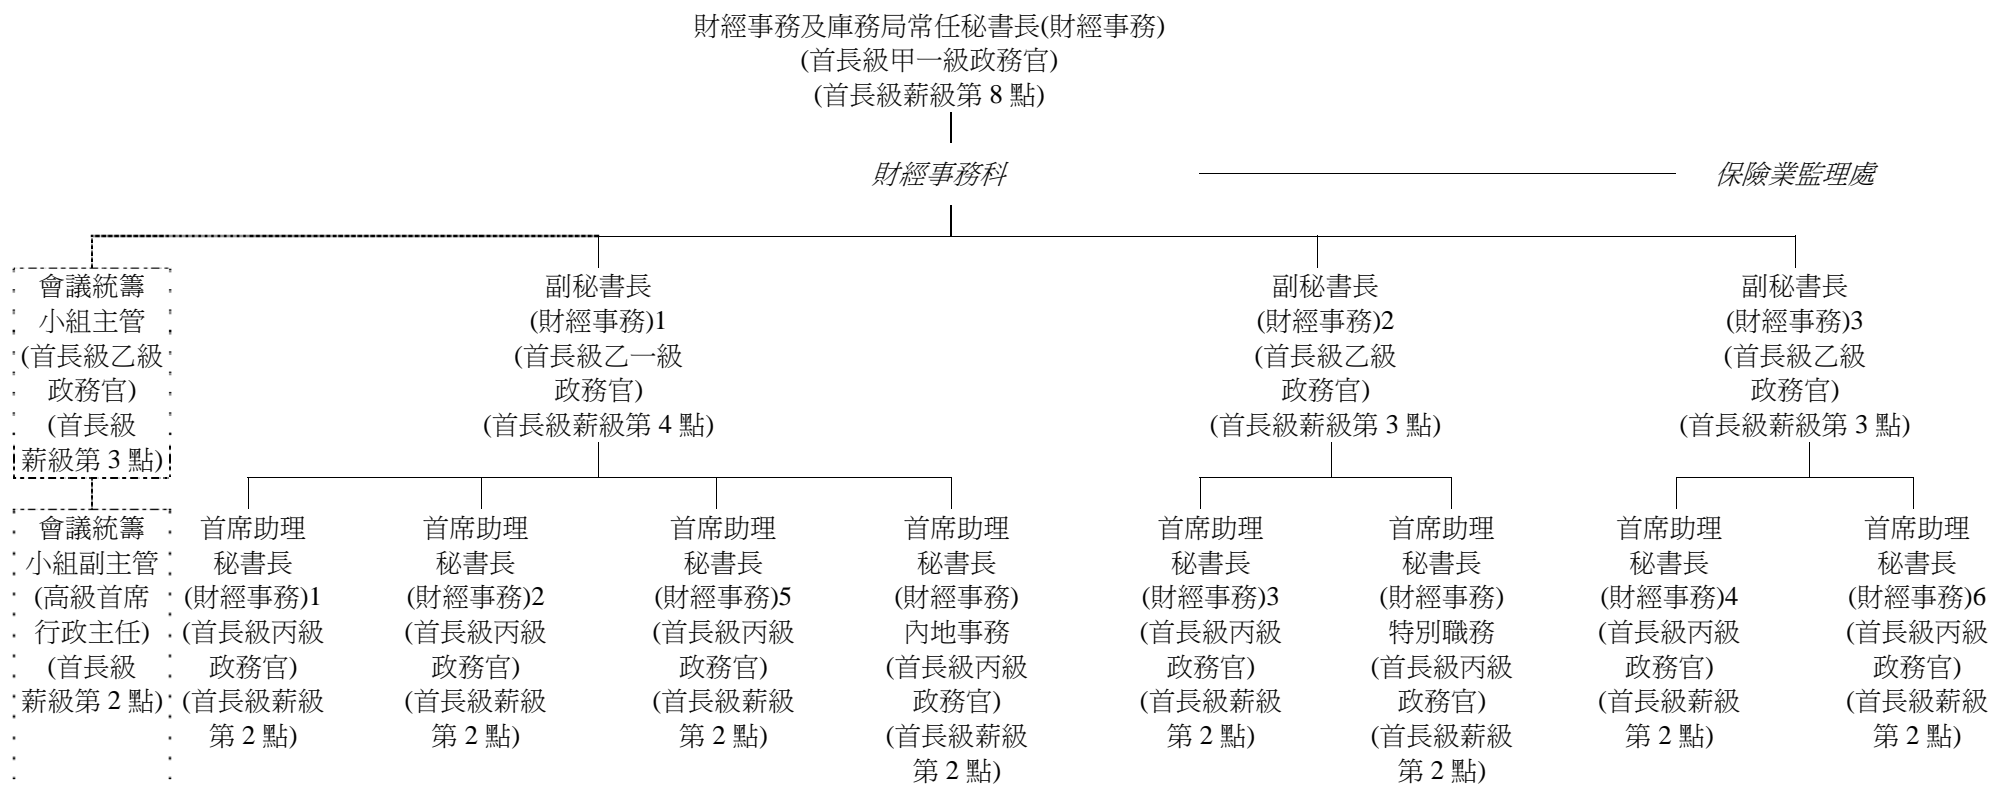 財經事務及庫務局常任秘書長(財經事務)
(首長級甲一級政務官)
(首長級薪級第 8 點)
財經事務科
保險業監理處
會議統籌
小組主管
(首長級乙級
政務官)
(首長級
薪級第 3 點)
副秘書長
(財經事務)1
(首長級乙一級
政務官)
(首長級薪級第 4 點)
副秘書長
(財經事務)2
(首長級乙級
政務官)
(首長級薪級第 3 點)
副秘書長
(財經事務)3
(首長級乙級
政務官)
(首長級薪級第 3 點)
會議統籌
小組副主管
(高級首席
行政主任)
(首長級
薪級第 2 點)
首席助理
秘書長
(財經事務)1
(首長級丙級
政務官)
(首長級薪級
第 2 點)
首席助理
秘書長
(財經事務)2
(首長級丙級
政務官)
(首長級薪級
第 2 點)
首席助理
秘書長
(財經事務)5
(首長級丙級
政務官)
(首長級薪級
第 2 點)
首席助理
秘書長
(財經事務)
內地事務
(首長級丙級
政務官)
(首長級薪級
第 2 點)
首席助理
秘書長
(財經事務)3
(首長級丙級
政務官)
(首長級薪級
第 2 點)
首席助理
秘書長
(財經事務)
特別職務
(首長級丙級
政務官)
(首長級薪級
第 2 點)
首席助理
秘書長
(財經事務)4
(首長級丙級
政務官)
(首長級薪級
第 2 點)
首席助理
秘書長
(財經事務)6
(首長級丙級
政務官)
(首長級薪級
第 2 點)